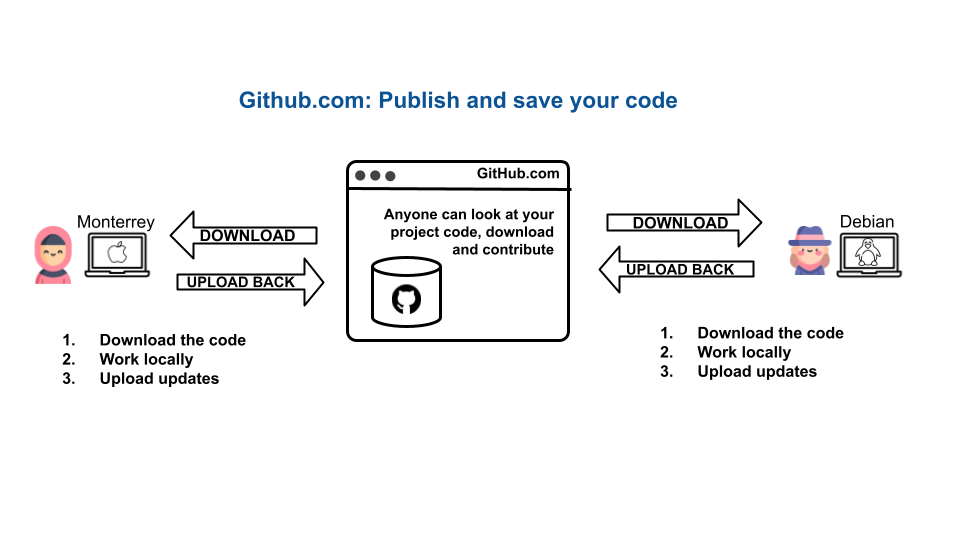 Github.com: Publish and save your code
GitHub.com
Anyone can look at your
project code, download
and contribute
Monterrey
DOWNLOAD
UPLOAD BACK
1. Download the code
2. Work locally
3. Upload updates
DOWNLOAD
UPLOAD BACK
Debian
1. Download the code
2. Work locally
3. Upload updates